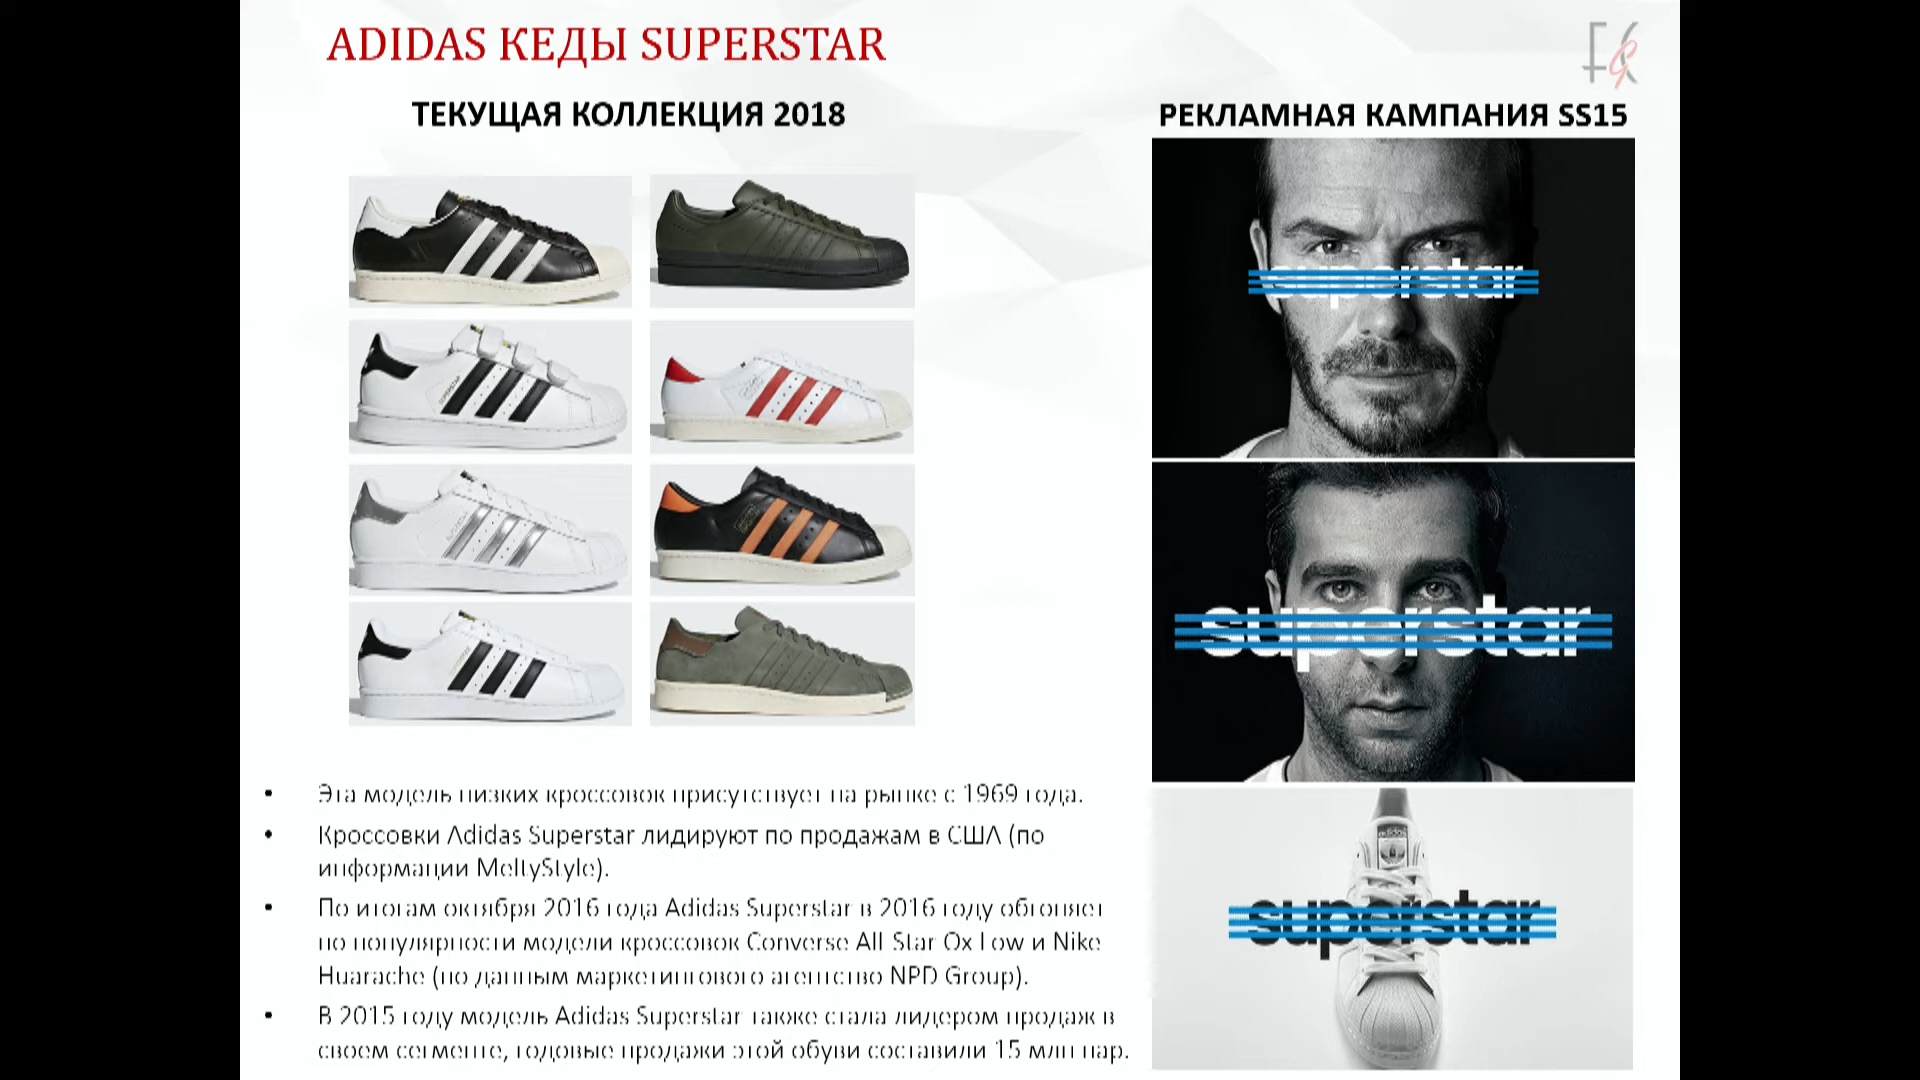 ADIDAS КЕДЫ SUPERSTAR
ТЕКУЩАЯ КОЛЛЕКЦИЯ 2018
РЕКЛАМНАЯ КАМПАНИЯ SS15
superstar
superstar
adidas
superstar
• Эта модель низких кроссовок присутствует на рынке с 1969 года.
• Кроссовки Adidas Superstar лидируют по продажам в США (по
информации MeltyStyle).
• По итогам октября 2016 года Adidas Superstar в 2016 году обгоняет
по популярности модели кроссовок Converse All Star Ox Low и Nike
Huarache (по данным маркетингового агентство NPD Group).
• В 2015 году модель Adidas Superstar также стала лидером продаж в
своем сегменте, годовые продажи этой обуви составили 15 млн пар.